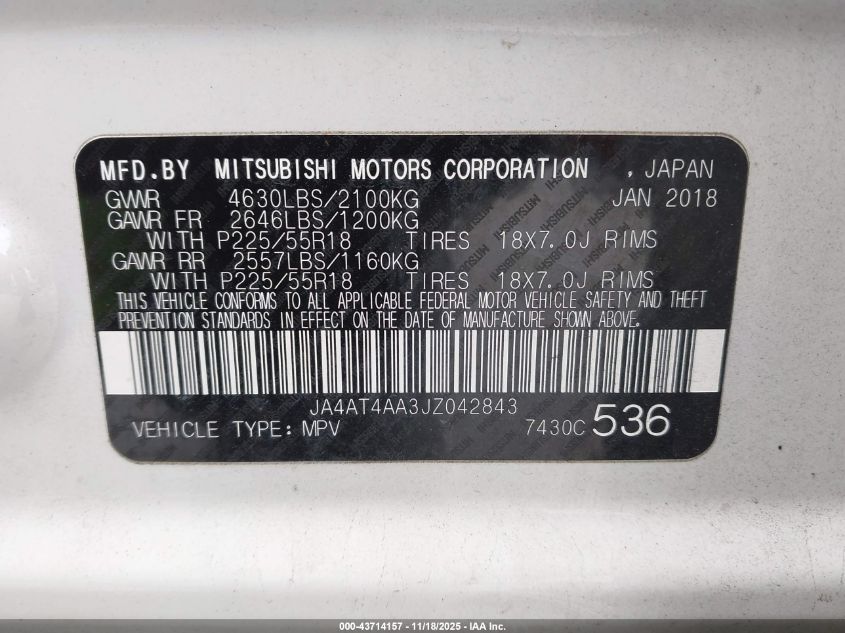 MFD.BY MITSUBISHI MOTORS CORPORATION , JAPAN
GVWR 4630LBS/2100KG JAN 2018
GAWR FR 2646LBS/1200KG
WITH P225/55R18 TIRES 18X7.0J RIMS
GAWR RR 2557LBS/1160KG
WITH P225/55R18 TIRES 18X7.0J RIMS
THIS VEHICLE CONFORMS TO ALL APPLICABLE FEDERAL MOTOR VEHICLE SAFETY AND THEFT
PREVENTION STANDARDS IN EFFECT ON THE DATE OF MANUFACTURE SHOWN ABOVE.
JA4AT4AA3JZ042843
VEHICLE TYPE: MPV 7430C 536
000-43714157 - 11/18/2025 - IAA Inc.